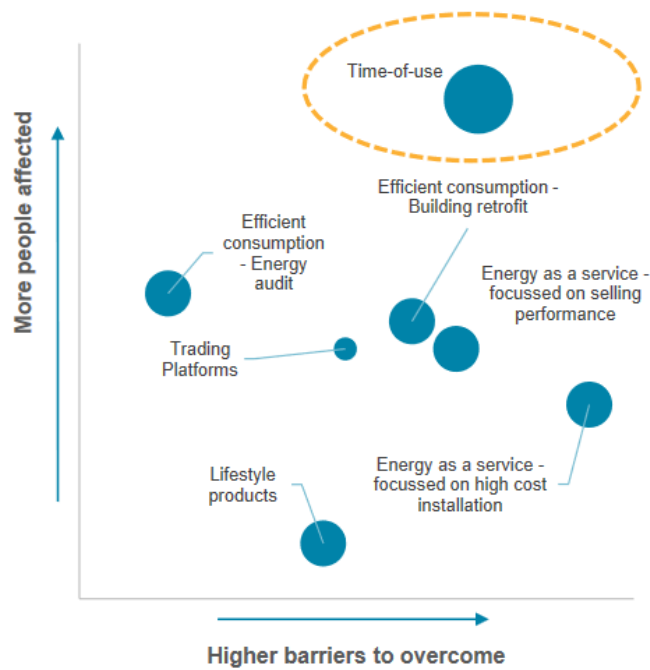 Time-of-use
Efficient consumption -
Building retrofit
Efficient
consumption
- Energy
audit
Energy as a service -
focussed on selling
performance
Trading
Platforms
Lifestyle
products
Energy as a service -
focussed on high cost
installation
More people affected
Higher barriers to overcome